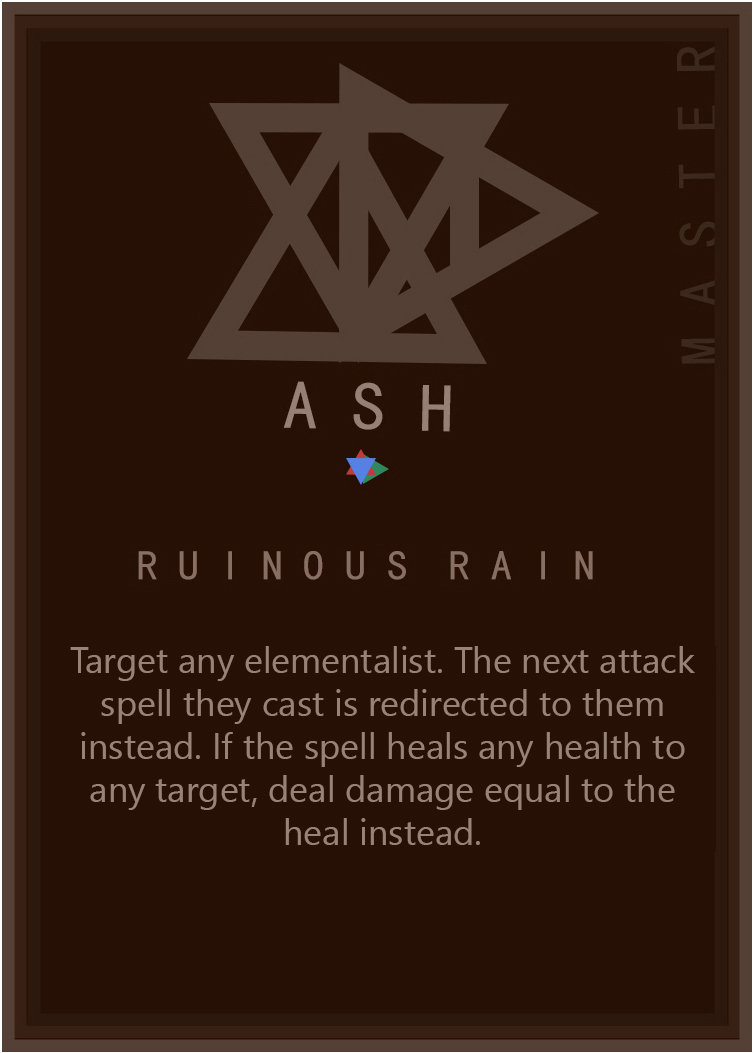 MASTER
ASH
RUINOUS RAIN
Target any elementalist. The next attack
spell they cast is redirected to them
instead. If the spell heals any health to
any target, deal damage equal to the
heal instead.